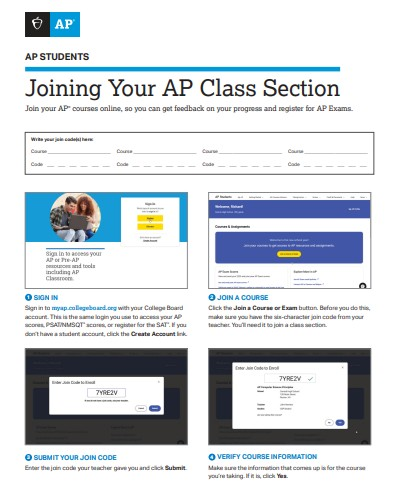 AP®
AP STUDENTS
Joining Your AP Class Section
Join your AP® courses online, so you can get feedback on your progress and register for AP Exams.
Write your join code(s) here:
Course Course Course Course
Code Code Code Code
Sign In
Sign in to access your
AP or Pre-AP
resources and tools
including AP
Classroom.
AP Students
Welcome, School!
Courses & Assignments
1 SIGN IN
Sign in to myap.collegeboard.org with your College Board
account. This is the same login you use to access your AP
scores, PSAT/NMSQT® scores, or register for the SAT®. If you
don't have a student account, click the Create Account link.
2 JOIN A COURSE
Click the Join a Course or Exam button. Before you do this,
make sure you have the six-character join code from your
teacher. You'll need it to join a class section.
Enter Join Code to Enroll
7YRE2V
Enter Join Code to Enroll
7YRE2V
3 SUBMIT YOUR JOIN CODE
Enter the join code your teacher gave you and click Submit.
4 VERIFY COURSE INFORMATION
Make sure the information that comes up is for the course
you're taking. If it is, click Yes.